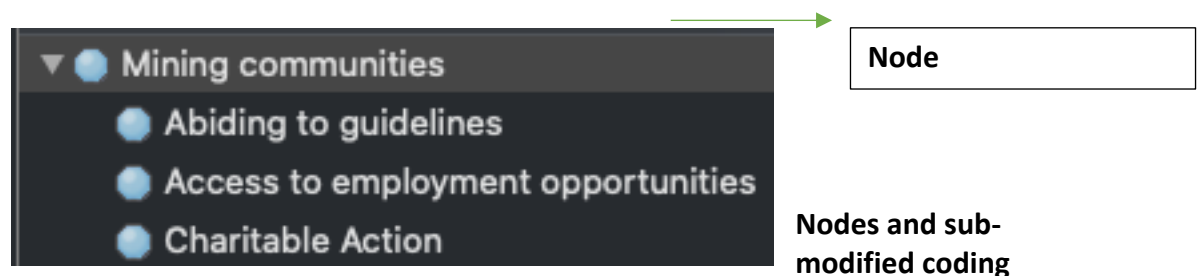 Node
Mining communities
Abiding to guidelines
Access to employment opportunities
Charitable Action
Nodes and sub-
modified coding